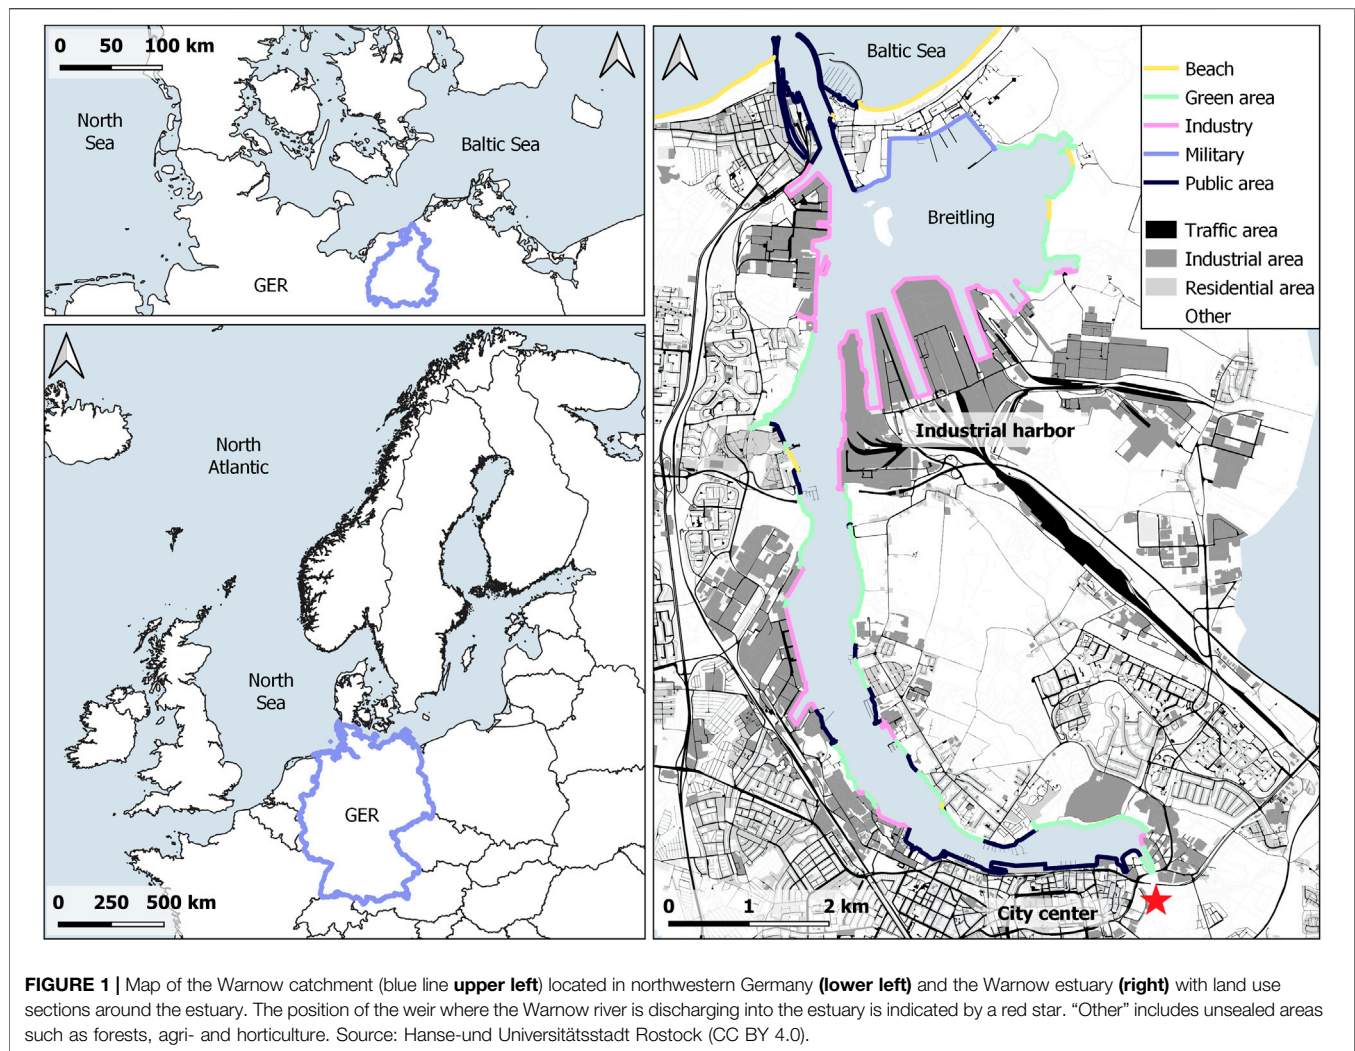 0 50 100 km
North
Sea
Baltic Sea
GER
North
Atlantic
North
Sea
GER
0 250 500 km
Baltic Sea
Breitling
Industrial harbor
City center
0 1 2 km
Beach
Green area
Industry
Military
Public area
Traffic area
Industrial area
Residential area
Other
FIGURE 1 | Map of the Warnow catchment (blue line upper left) located in northwestern Germany (lower left) and the Warnow estuary (right) with land use
sections around the estuary. The position of the weir where the Warnow river is discharging into the estuary is indicated by a red star. “Other” includes unsealed areas
such as forests, agri- and horticulture. Source: Hanse-und Universitätsstadt Rostock (CC BY 4.0).